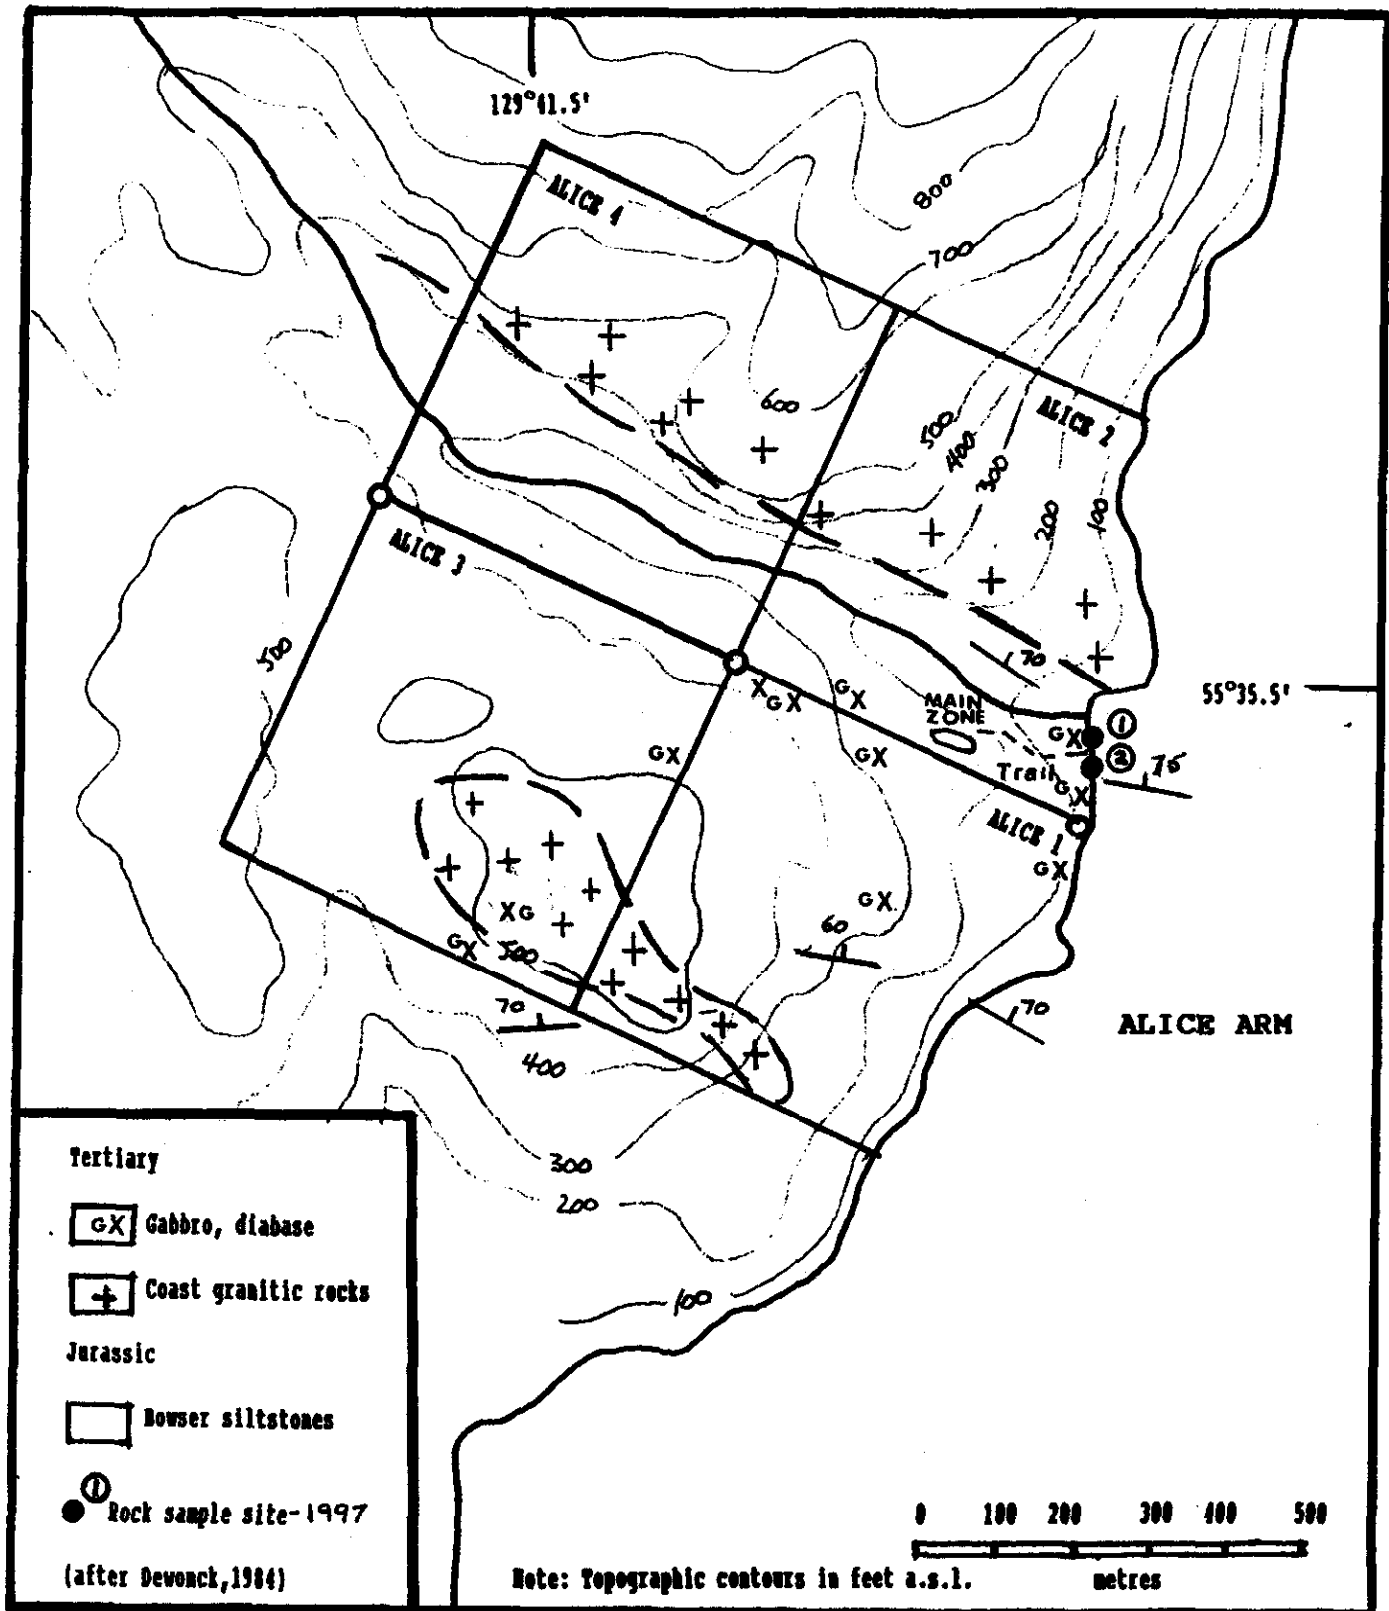 129°41.5'
ALICE 4
800
700
600
ALICE 2
500
400
300
200
100
ALICE 3
500
70
55°35.5'
X
GX
GX
MAIN
ZONE
GX
1
GX
GX
2
Trail
75
GX
ALICE 1
GX
GX
XG
60
GX
500
70
70
ALICE ARM
400
300
200
100
Tertiary
GX Gabbro, diabase
+ Coast granitic rocks
Jurassic
Bowser siltstones
1
Rock sample site-1997
(after Devonck,1984)
0 100 200 300 400 500
metres
Note: Topographic contours in feet a.s.l.